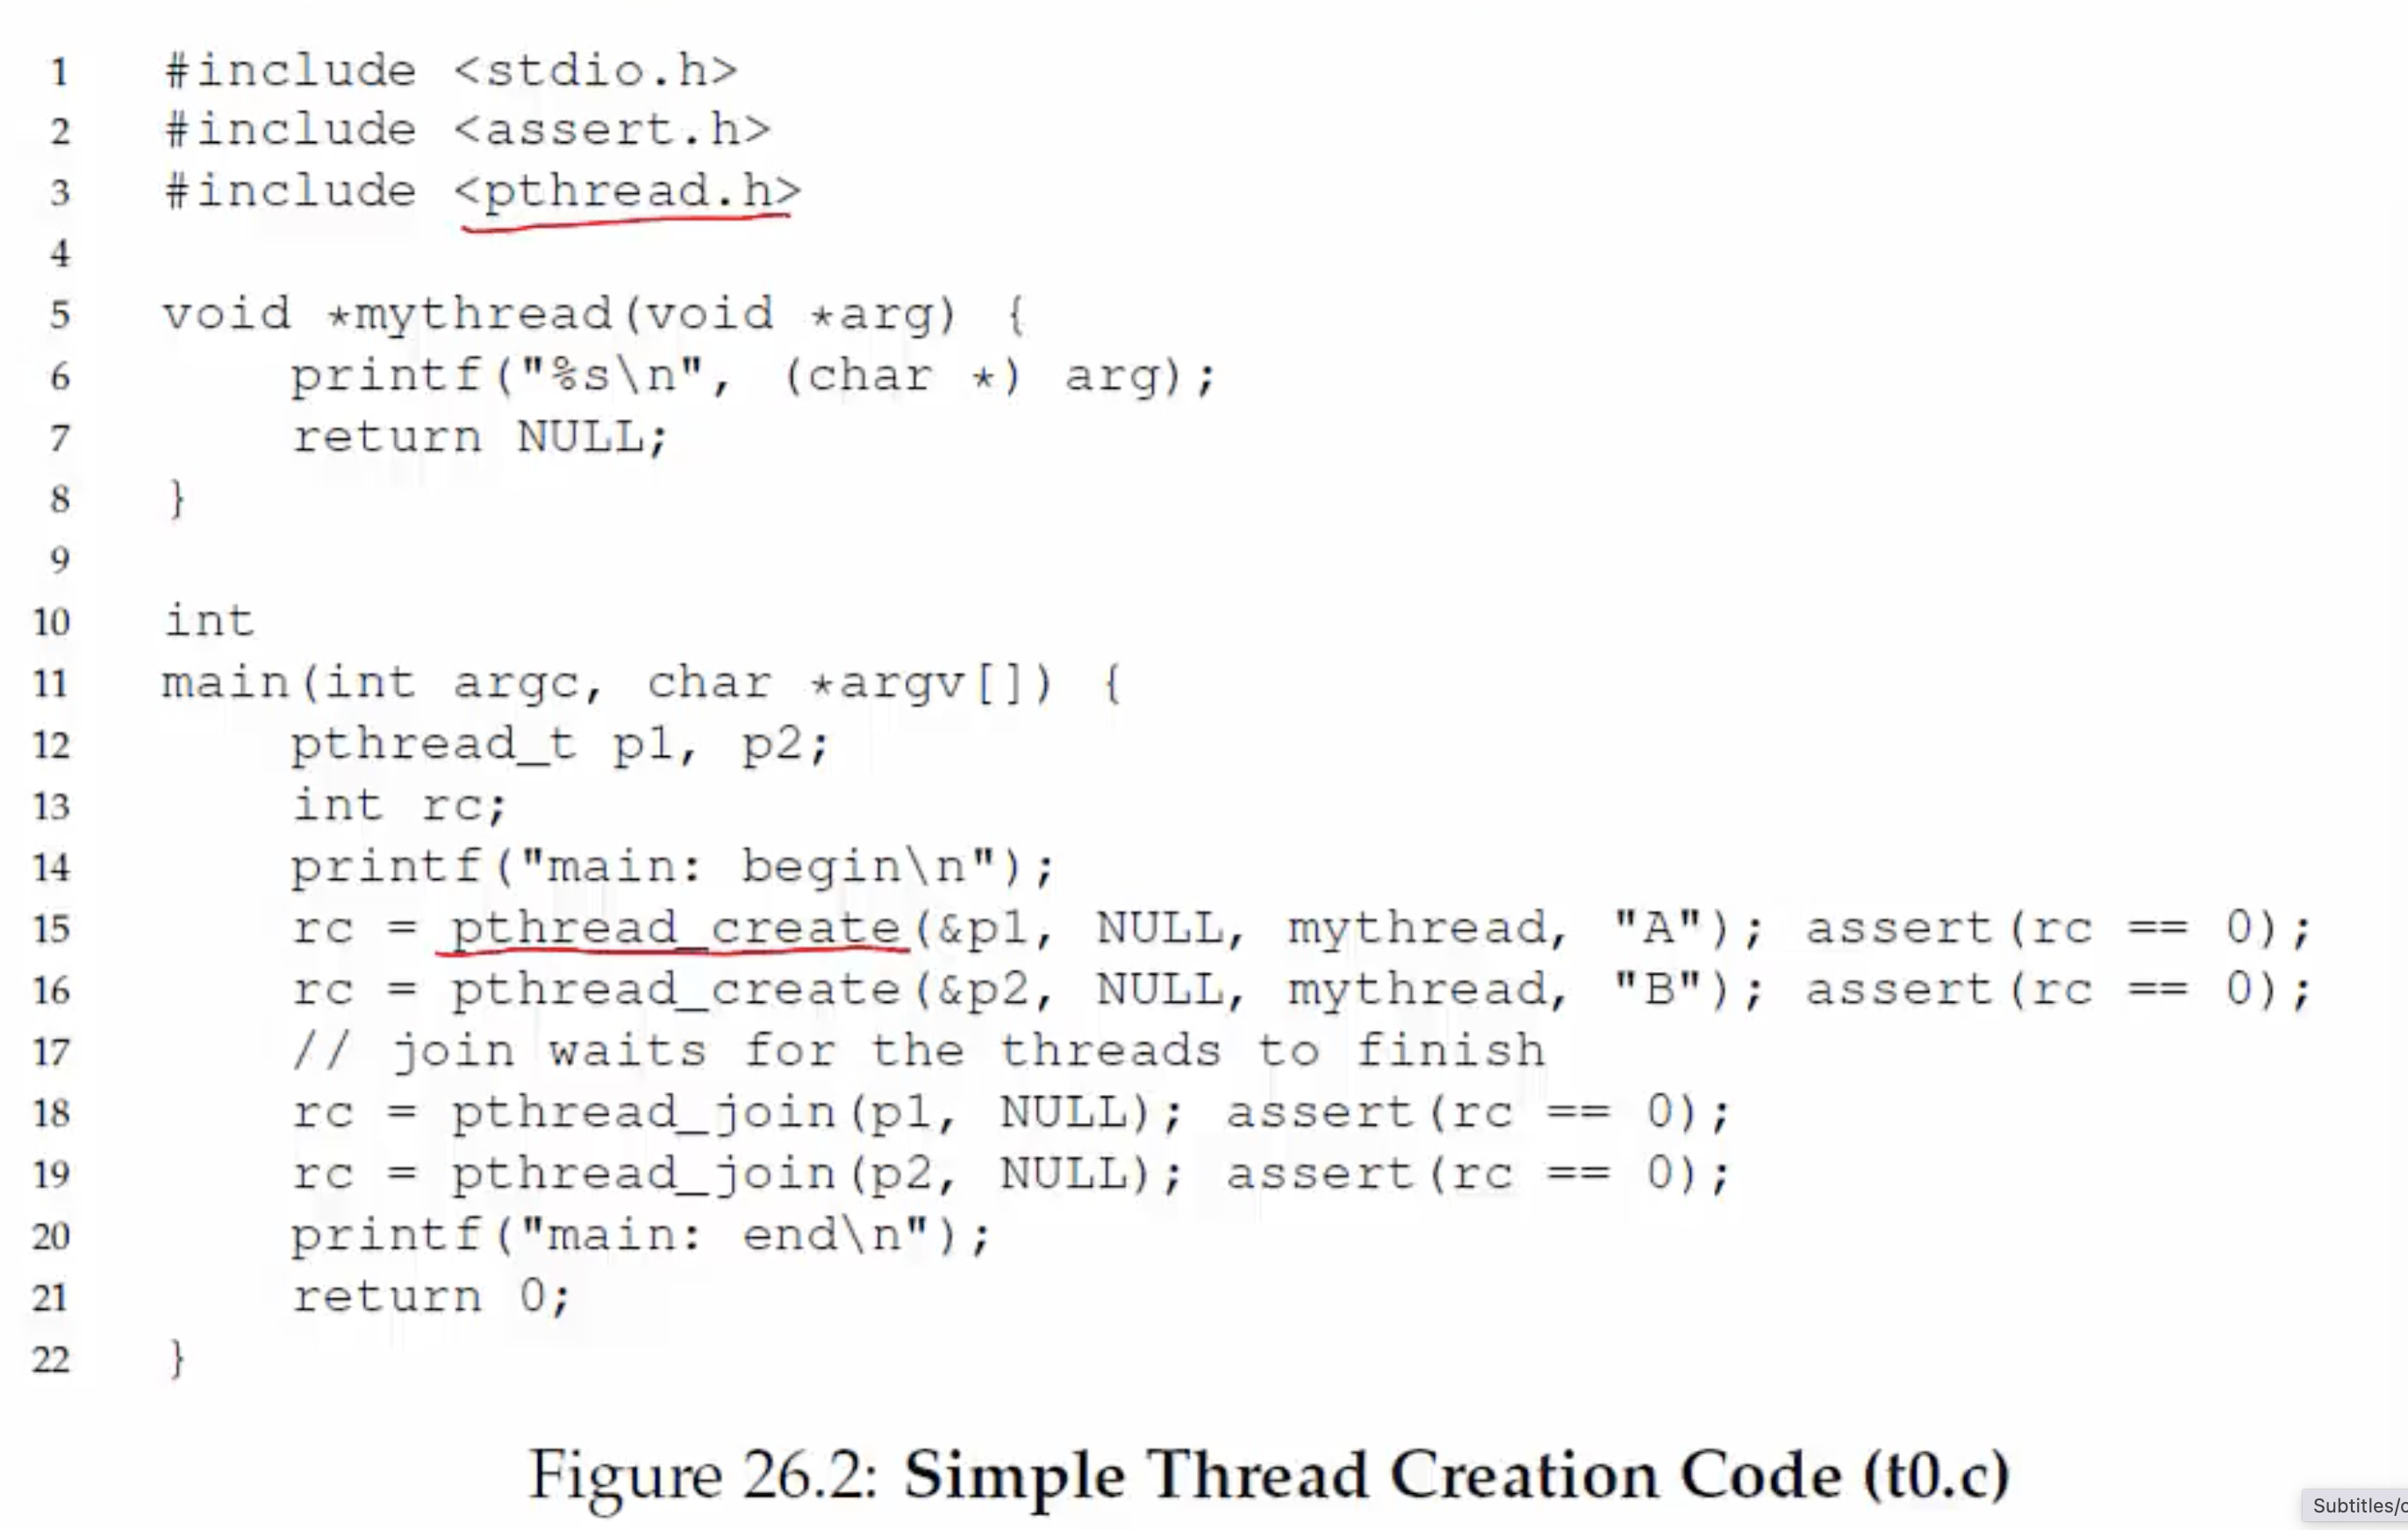 1 #include <stdio.h>
2 #include <assert.h>
3 #include <pthread.h>
4
5 void *mythread(void *arg) {
6     printf("%s\n", (char *) arg);
7     return NULL;
8 }
9
10 int
11 main(int argc, char *argv[]) {
12     pthread_t p1, p2;
13     int rc;
14     printf("main: begin\n");
15     rc = pthread_create(&p1, NULL, mythread, "A"); assert(rc == 0);
16     rc = pthread_create(&p2, NULL, mythread, "B"); assert(rc == 0);
17     // join waits for the threads to finish
18     rc = pthread_join(p1, NULL); assert(rc == 0);
19     rc = pthread_join(p2, NULL); assert(rc == 0);
20     printf("main: end\n");
21     return 0;
22 }
Figure 26.2: Simple Thread Creation Code (t0.c)
Subtitles/